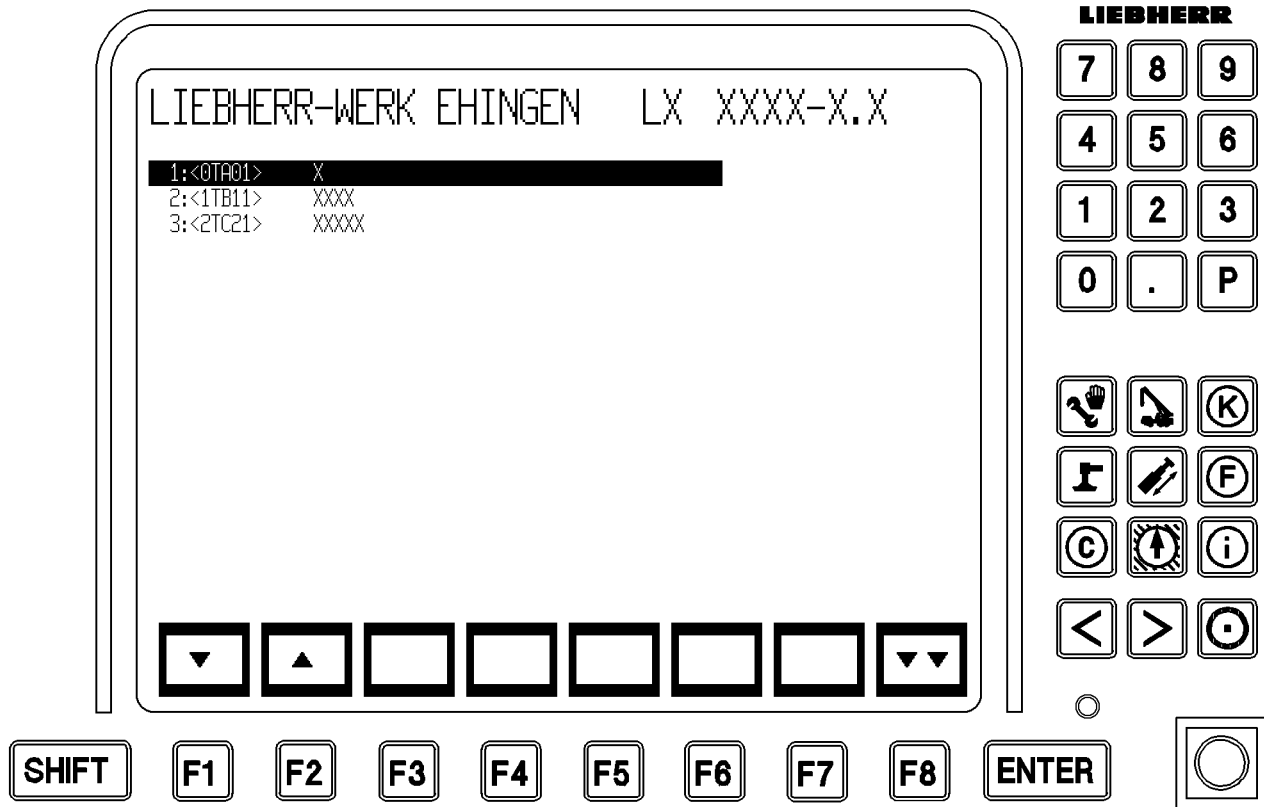 LIEBHERR
7 8 9
LIEBHERR-WERK EHINGEN LX XXXX-X.X
4 5 6
1:<0TA01> X
2:<1TB11> XXXX
3:<2TC21> XXXXX
1 2 3
0 . P
K
F
C i
< >
SHIFT F1 F2 F3 F4 F5 F6 F7 F8 ENTER